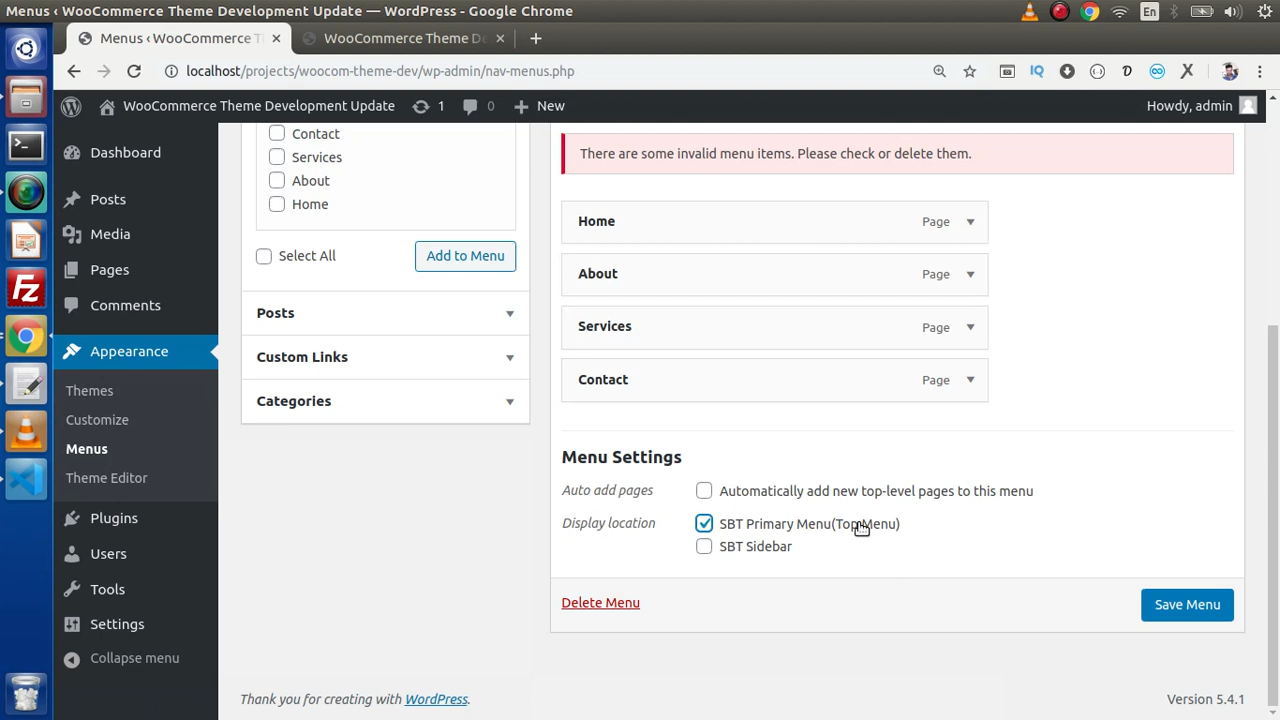 Menus ‹ WooCommerce Theme Development Update — WordPress - Google Chrome
En
Menus ‹ WooCommerce T
WooCommerce Theme De
localhost/projects/woocom-theme-dev/wp-admin/nav-menus.php
WooCommerce Theme Development Update 1 0 New Howdy, admin
Dashboard
Posts
Media
Pages
Comments
Appearance
Themes
Customize
Menus
Theme Editor
Plugins
Users
Tools
Settings
Collapse menu
Contact
Services
About
Home
Select All
Add to Menu
Posts
Custom Links
Categories
There are some invalid menu items. Please check or delete them.
Home Page
About Page
Services Page
Contact Page
Menu Settings
Auto add pages Automatically add new top-level pages to this menu
Display location SBT Primary Menu(Top Menu)
SBT Sidebar
Delete Menu Save Menu
Thank you for creating with WordPress. Version 5.4.1